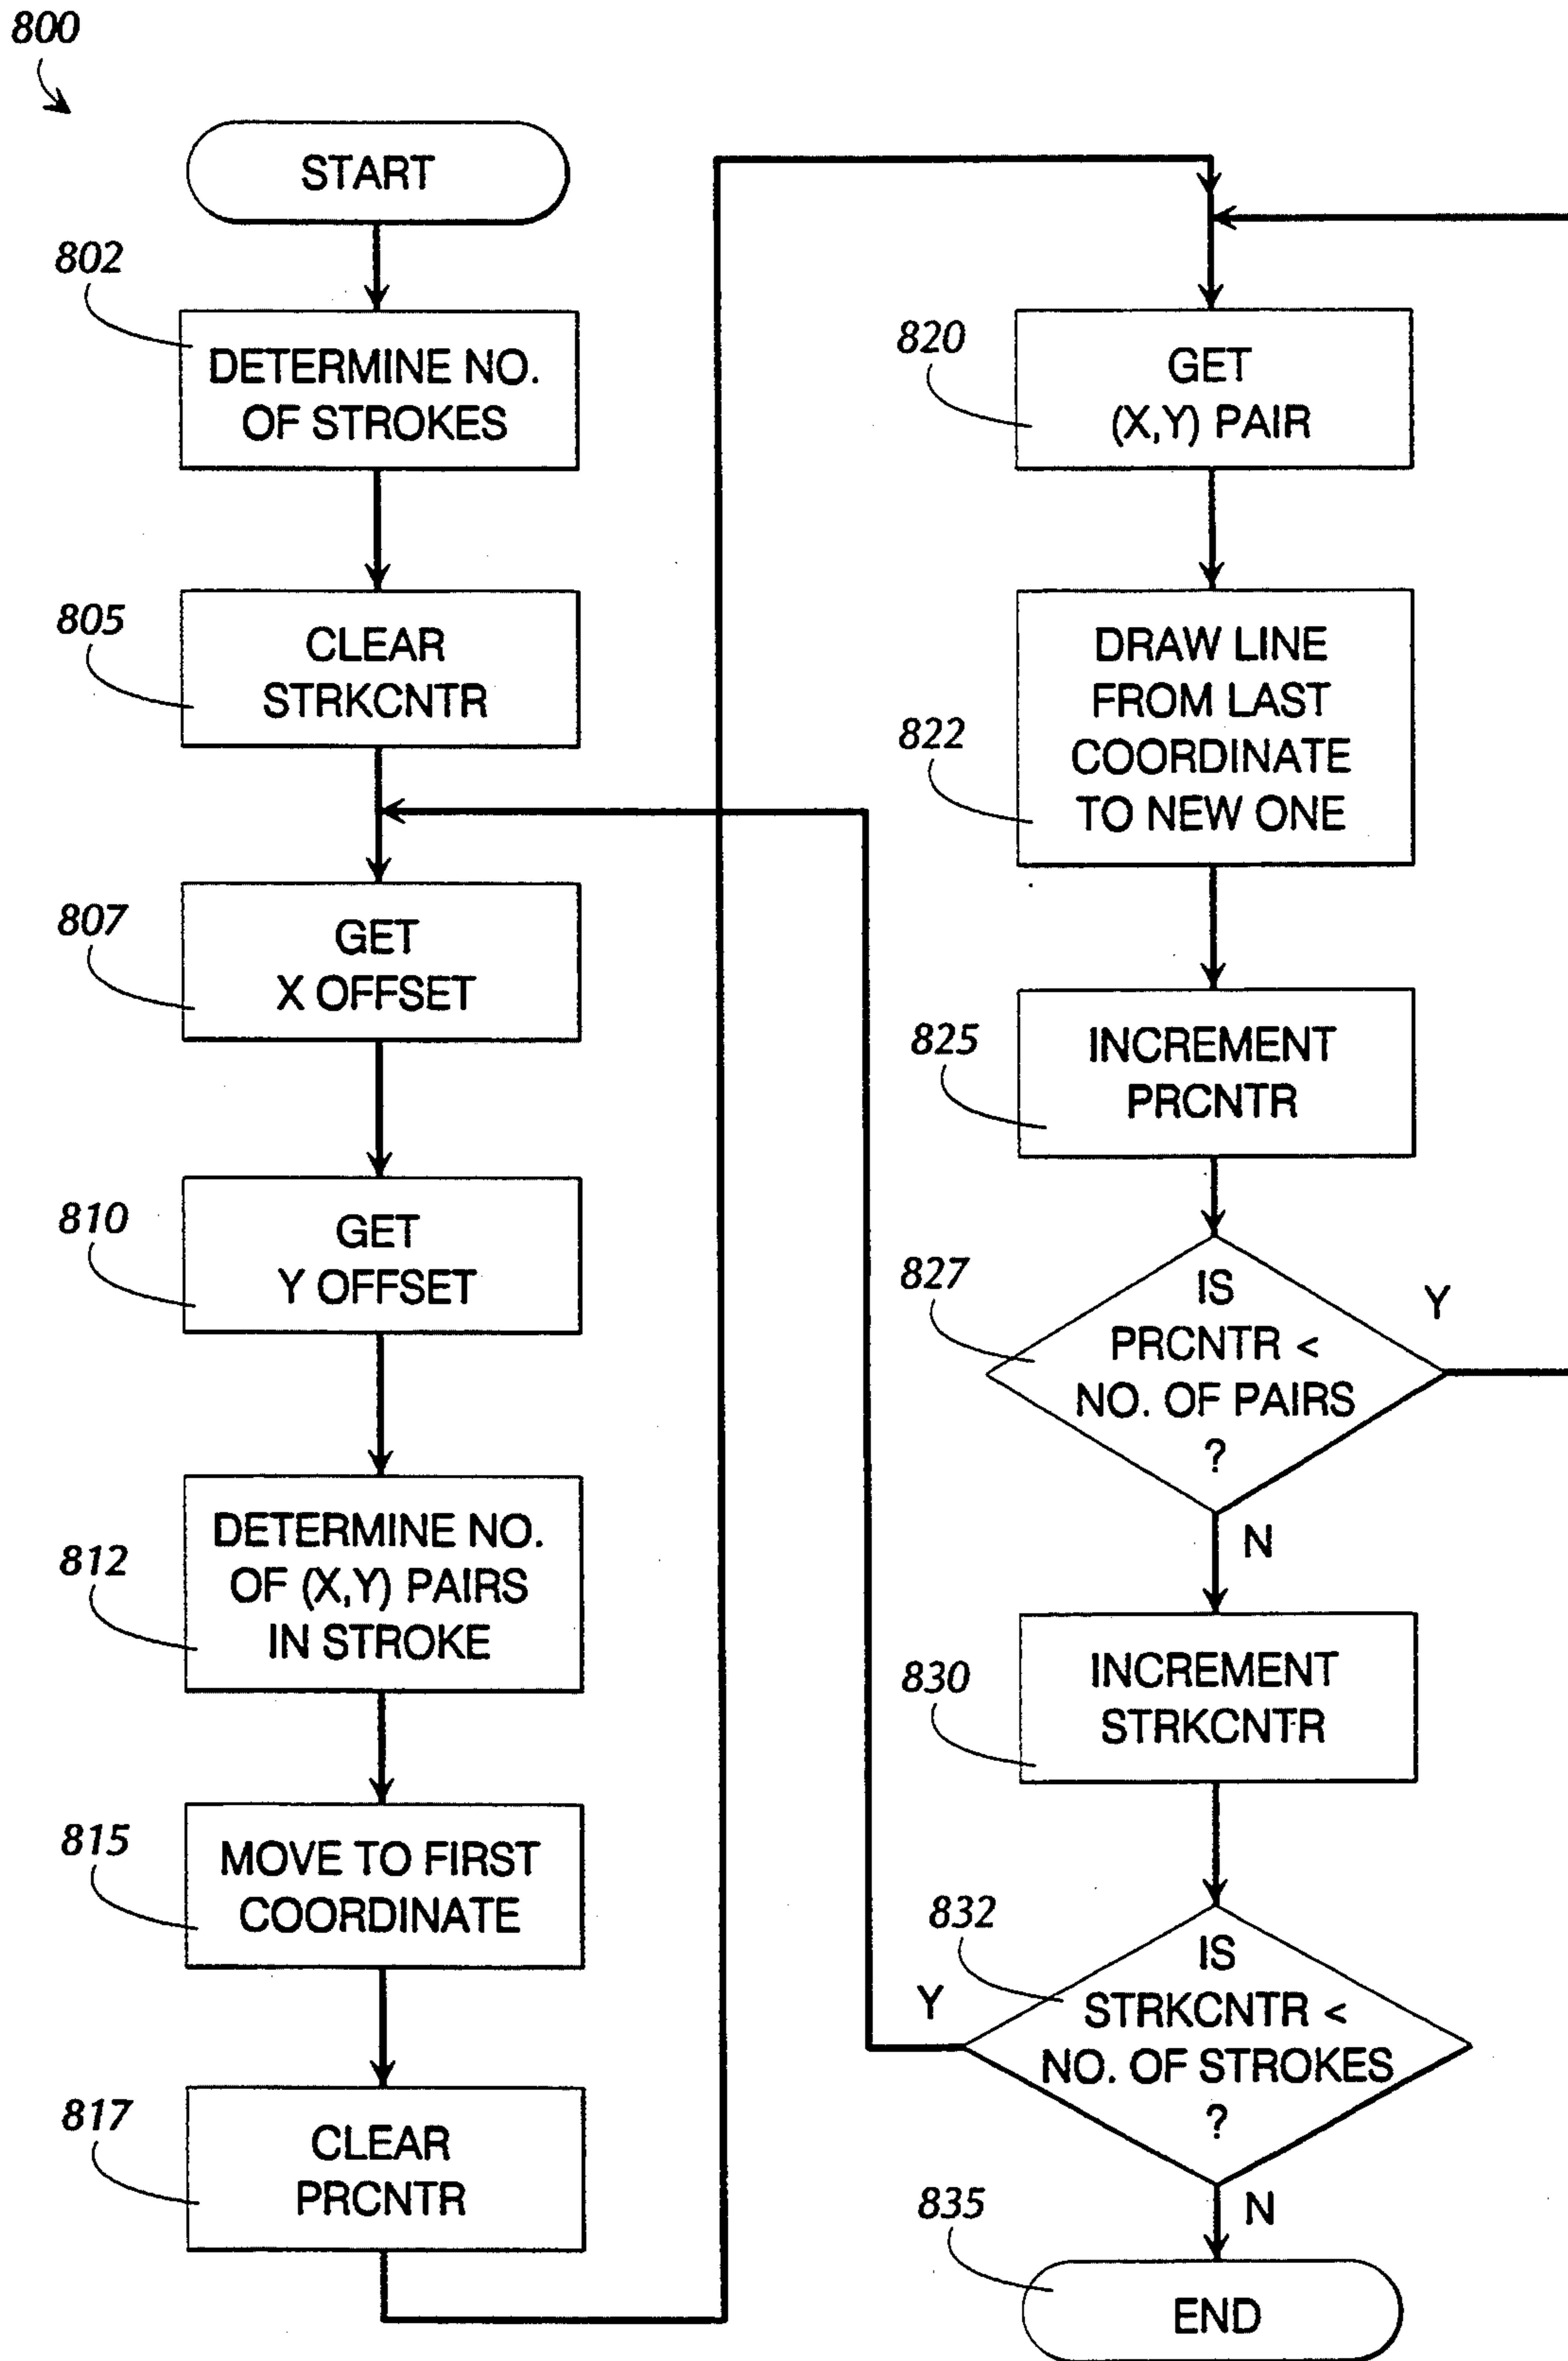 800
START
802
DETERMINE NO.
OF STROKES
805
CLEAR
STRKCNTR
807
GET
X OFFSET
810
GET
Y OFFSET
812
DETERMINE NO.
OF (X,Y) PAIRS
IN STROKE
815
MOVE TO FIRST
COORDINATE
817
CLEAR
PRCNTR
820
GET
(X,Y) PAIR
822
DRAW LINE
FROM LAST
COORDINATE
TO NEW ONE
825
INCREMENT
PRCNTR
827
IS
PRCNTR <
NO. OF PAIRS
?
Y
N
830
INCREMENT
STRKCNTR
832
IS
STRKCNTR <
NO. OF STROKES
?
Y
N
835
END